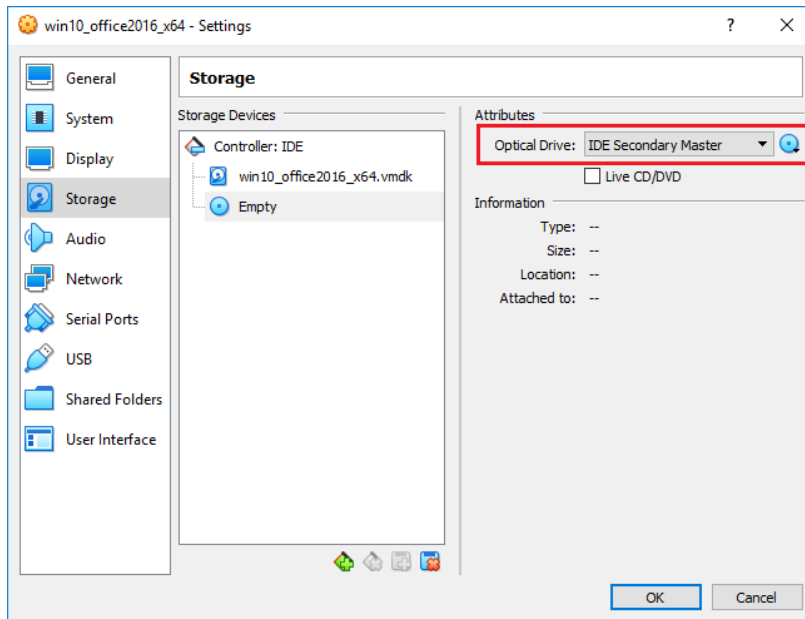 win10_office2016_x64 - Settings
?
General
System
Display
Storage
Audio
Network
Serial Ports
USB
Shared Folders
User Interface
Storage
Storage Devices
Controller: IDE
win10_office2016_x64.vmdk
Empty
Attributes
Optical Drive: IDE Secondary Master
Live CD/DVD
Information
Type: --
Size: --
Location: --
Attached to: --
OK
Cancel